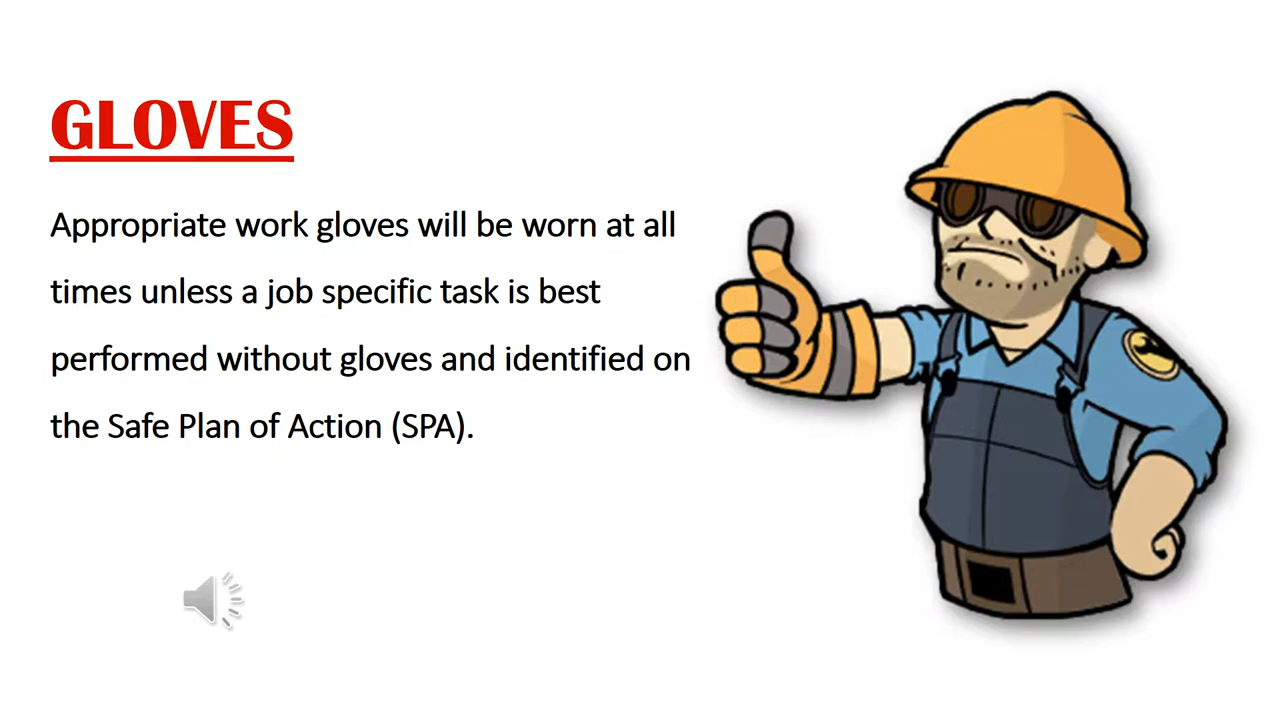 GLOVES
Appropriate work gloves will be worn at all
times unless a job specific task is best
performed without gloves and identified on
the Safe Plan of Action (SPA).